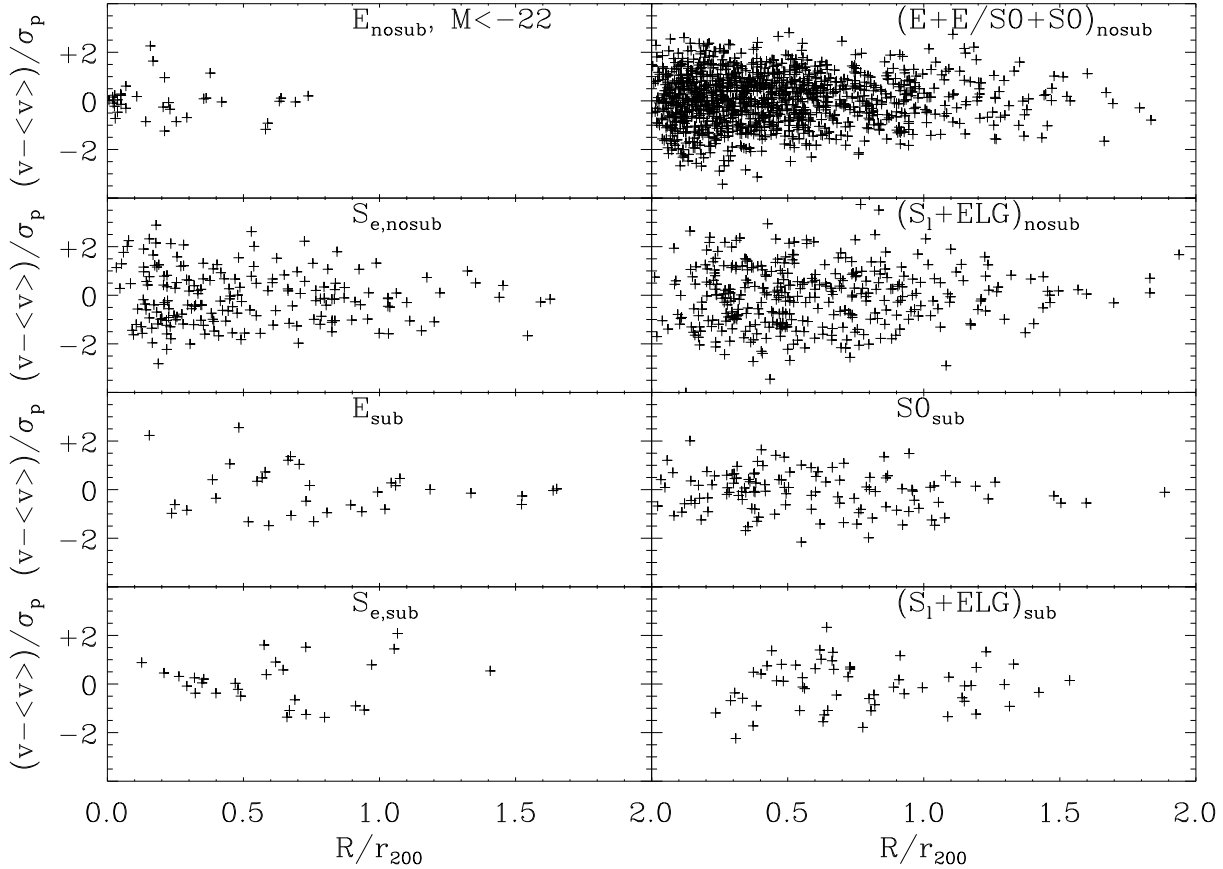 E_nosub, M<-22
(E+E/S0+S0)_nosub
(v-<v>)/σ_p
+2
0
-2
S_e,nosub
(S_l+ELG)_nosub
(v-<v>)/σ_p
+2
0
-2
E_sub
S0_sub
(v-<v>)/σ_p
+2
0
-2
S_e,sub
(S_l+ELG)_sub
(v-<v>)/σ_p
+2
0
-2
0.0 0.5 1.0 1.5 2.0 0.5 1.0 1.5 2.0
R/r_200 R/r_200